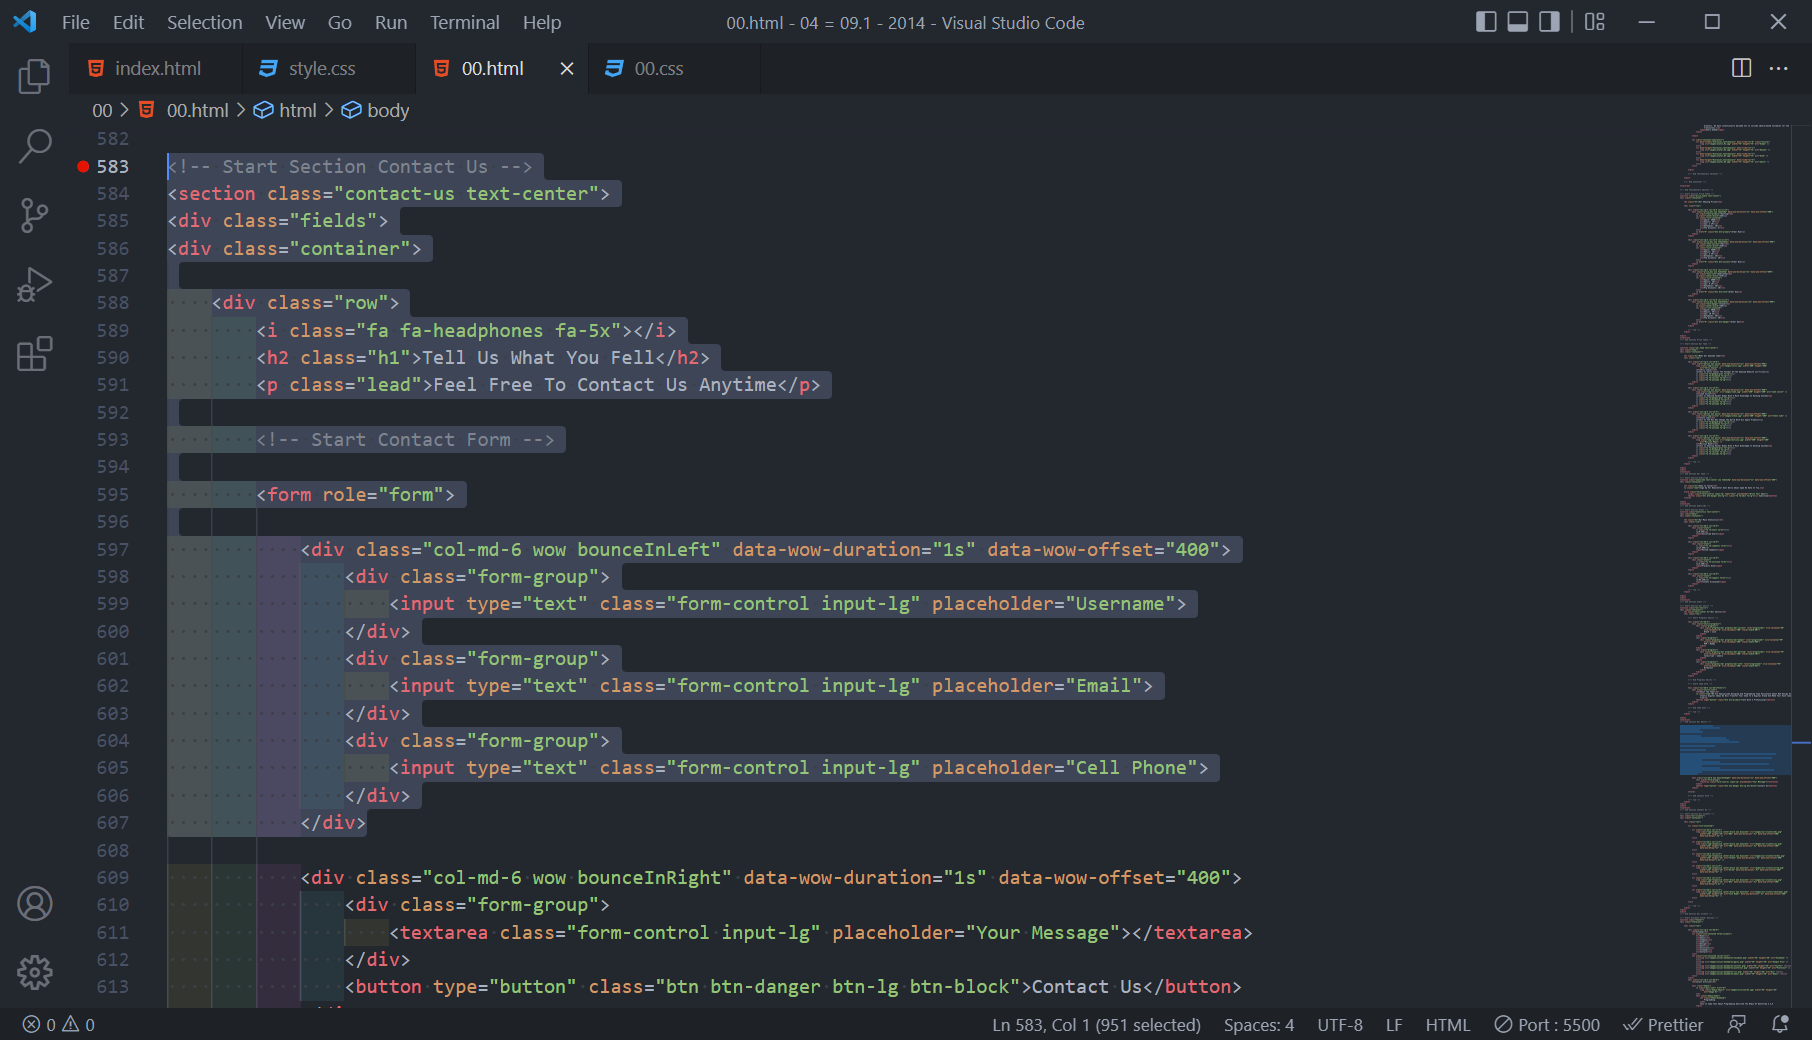 File Edit Selection View Go Run Terminal Help
00.html - 04 = 09.1 - 2014 - Visual Studio Code
index.html style.css 00.html 00.css
00 > 00.html > html > body
582
583 <!-- Start Section Contact Us -->
584 <section class="contact-us text-center">
585 <div class="fields">
586 <div class="container">
587
588 <div class="row">
589 <i class="fa fa-headphones fa-5x"></i>
590 <h2 class="h1">Tell Us What You Fell</h2>
591 <p class="lead">Feel Free To Contact Us Anytime</p>
592
593 <!-- Start Contact Form -->
594
595 <form role="form">
596
597 <div class="col-md-6 wow bounceInLeft" data-wow-duration="1s" data-wow-offset="400">
598 <div class="form-group">
599 <input type="text" class="form-control input-lg" placeholder="Username">
600 </div>
601 <div class="form-group">
602 <input type="text" class="form-control input-lg" placeholder="Email">
603 </div>
604 <div class="form-group">
605 <input type="text" class="form-control input-lg" placeholder="Cell Phone">
606 </div>
607 </div>
608
609 <div class="col-md-6 wow bounceInRight" data-wow-duration="1s" data-wow-offset="400">
610 <div class="form-group">
611 <textarea class="form-control input-lg" placeholder="Your Message"></textarea>
612 </div>
613 <button type="button" class="btn btn-danger btn-lg btn-block">Contact Us</button>
0 0 Ln 583, Col 1 (951 selected) Spaces: 4 UTF-8 LF HTML Port : 5500 Prettier